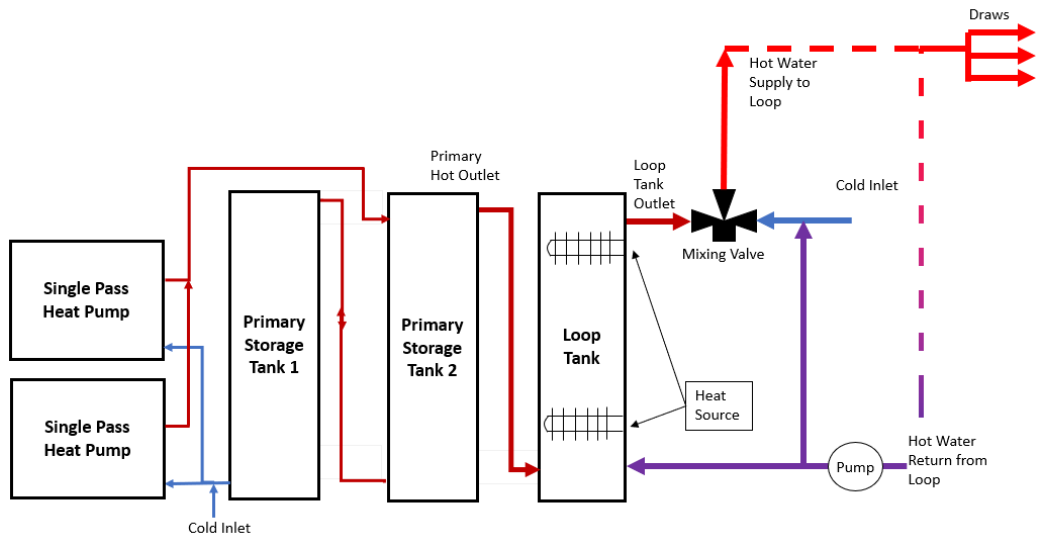 Draws
Hot Water
Supply to
Loop
Primary
Hot Outlet
Loop
Tank
Outlet
Cold Inlet
Mixing Valve
Single Pass
Heat Pump
Primary
Storage
Tank 1
Primary
Storage
Tank 2
Loop
Tank
Heat
Source
Single Pass
Heat Pump
Pump
Hot Water
Return from
Loop
Cold Inlet